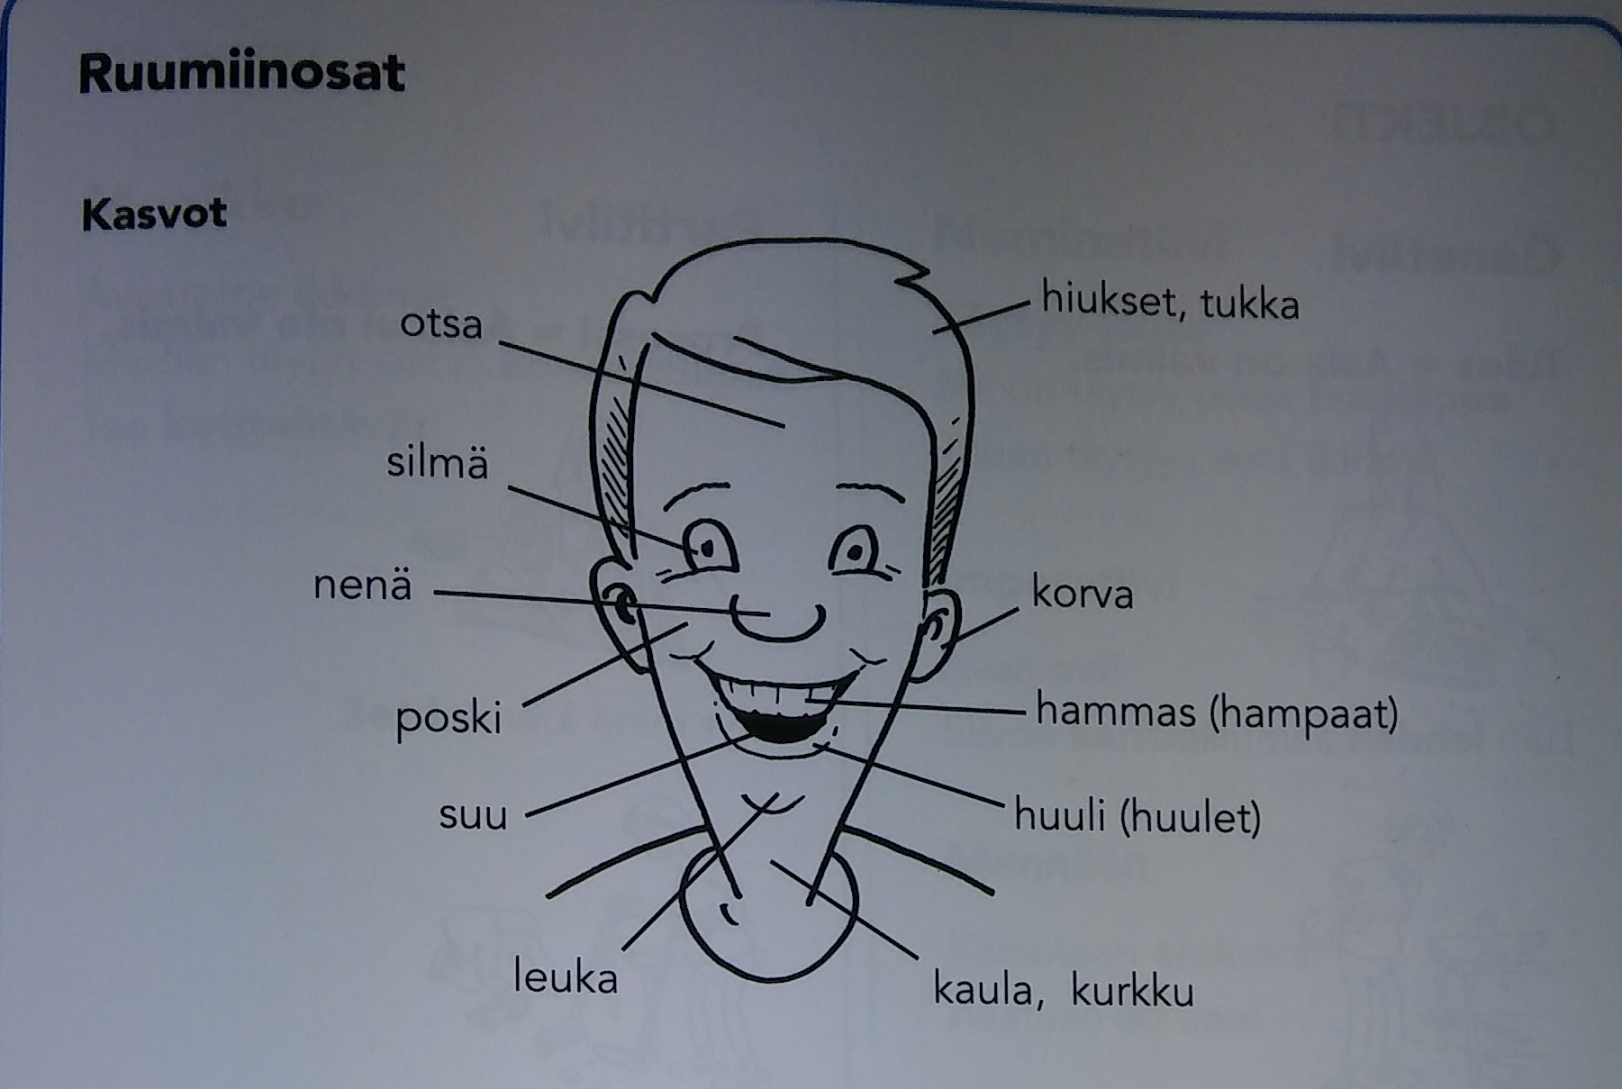 Ruumiinosat
Kasvot
otsa
hiukset, tukka
silmä
nenä
korva
poski
hammas (hampaat)
suu
huuli (huulet)
leuka
kaula, kurkku